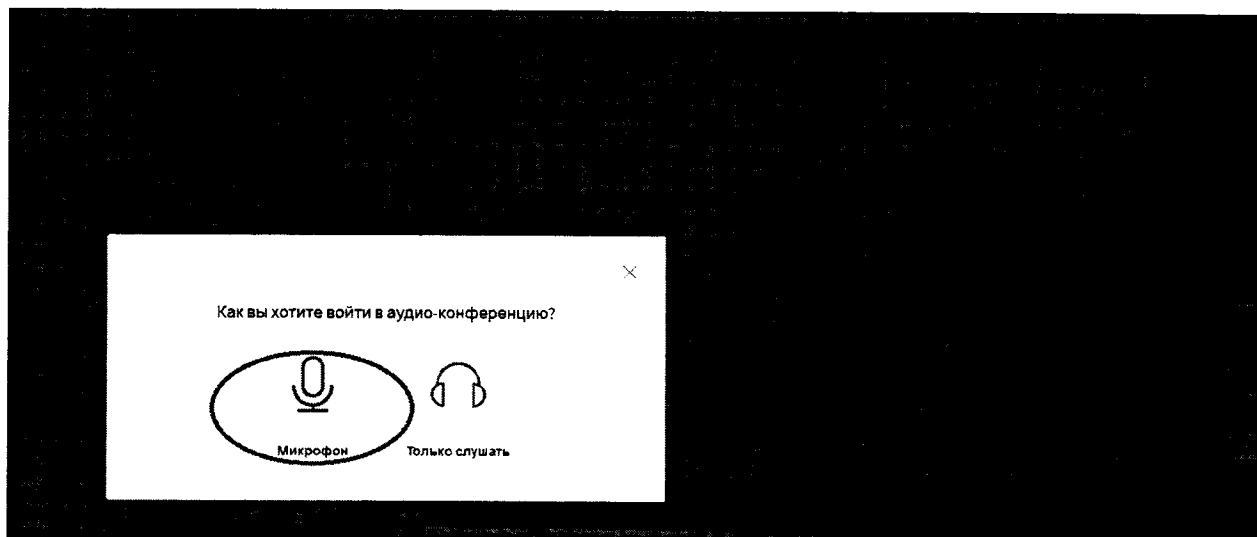 Как вы хотите войти в аудио-конференцию?
Микрофон
Только слушать